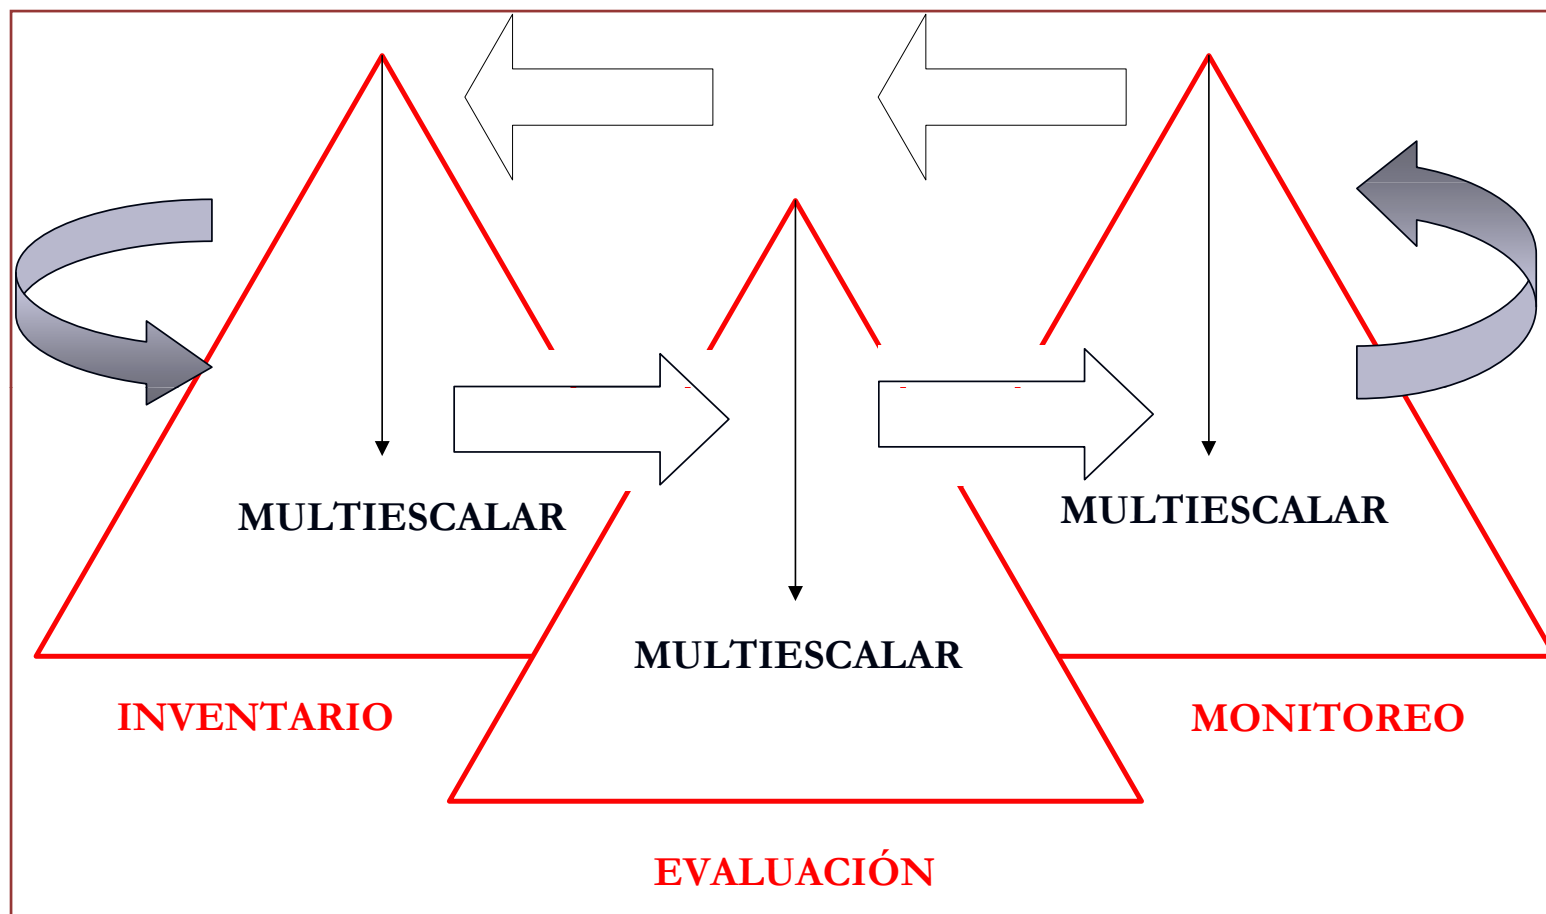 MULTIESCALAR
MULTIESCALAR
MULTIESCALAR
INVENTARIO
MONITOREO
EVALUACIÓN